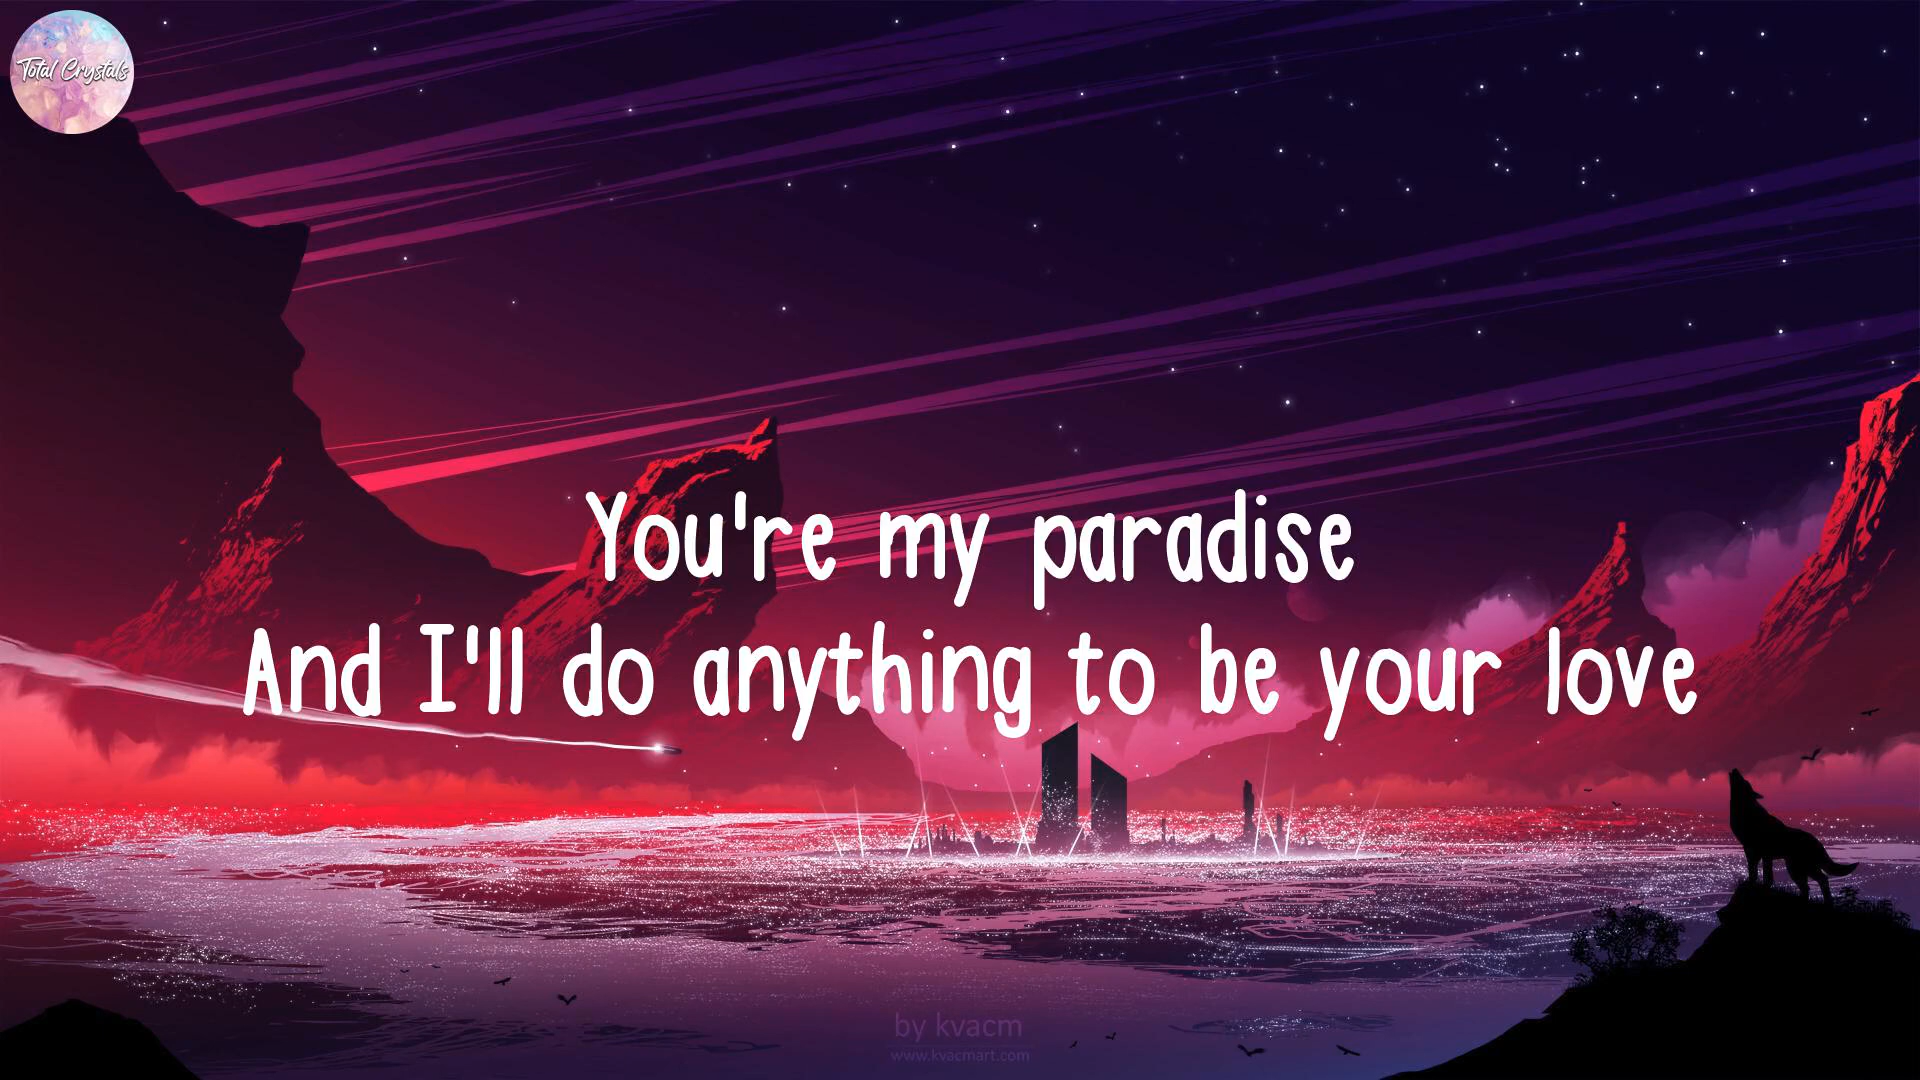 Total Crystals
You're my paradise
And I'll do anything to be your love
by kvacm
www.kvacmart.com